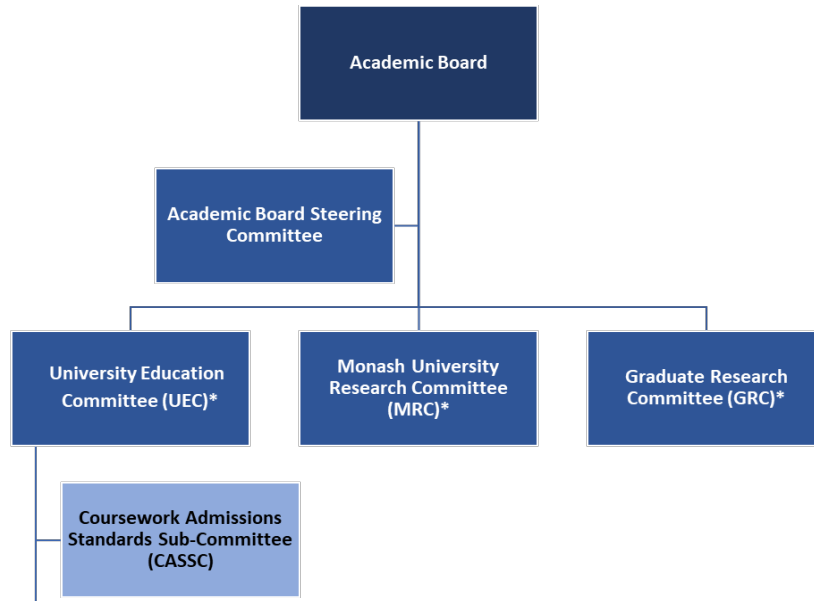 Academic Board
Academic Board Steering
Committee
University Education
Committee (UEC)*
Monash University
Research Committee
(MRC)*
Graduate Research
Committee (GRC)*
Coursework Admissions
Standards Sub-Committee
(CASSC)